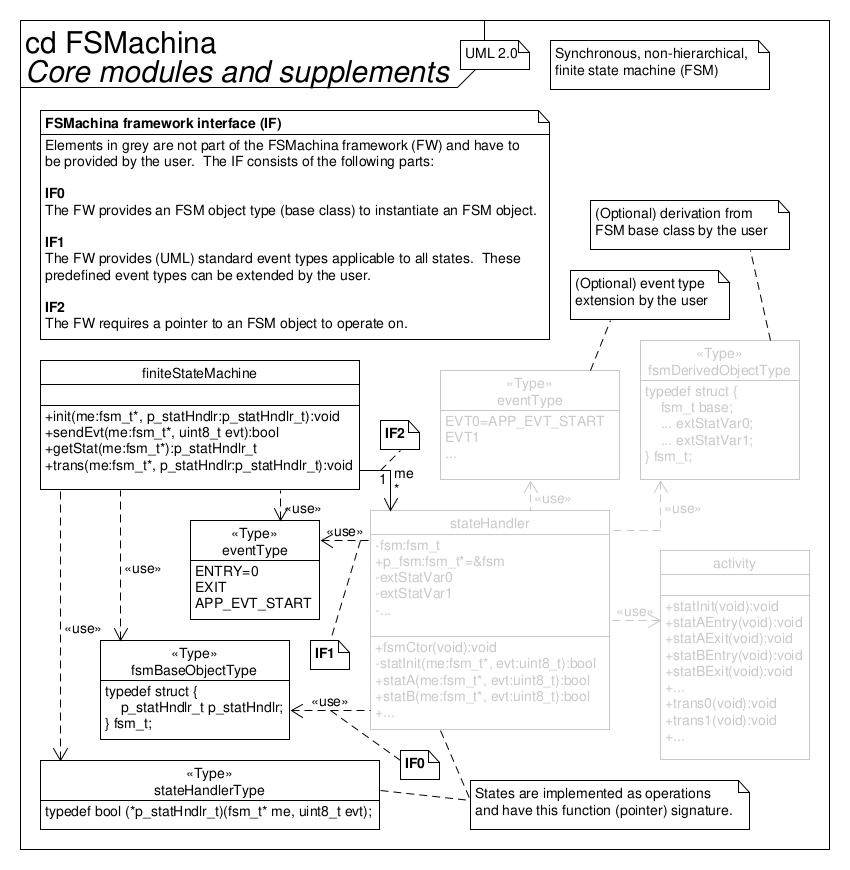 cd FSMachina
Core modules and supplements
UML 2.0
Synchronous, non-hierarchical,
finite state machine (FSM)
FSMachina framework interface (IF)
Elements in grey are not part of the FSMachina framework (FW) and have to
be provided by the user.  The IF consists of the following parts:
IF0
The FW provides an FSM object type (base class) to instantiate an FSM object.
IF1
The FW provides (UML) standard event types applicable to all states.  These
predefined event types can be extended by the user.
IF2
The FW requires a pointer to an FSM object to operate on.
(Optional) derivation from
FSM base class by the user
(Optional) event type
extension by the user
finiteStateMachine
+init(me:fsm_t*, p_statHndlr:p_statHndlr_t):void
+sendEvt(me:fsm_t*, uint8_t evt):bool
+getStat(me:fsm_t*):p_statHndlr_t
+trans(me:fsm_t*, p_statHndlr:p_statHndlr_t):void
IF2
1
me
*
«Type»
eventType
EVT0=APP_EVT_START
EVT1
...
«Type»
fsmDerivedObjectType
typedef struct {
fsm_t base;
... extStatVar0;
... extStatVar1;
} fsm_t;
«use»
«use»
«use»
«use»
«Type»
eventType
ENTRY=0
EXIT
APP_EVT_START
stateHandler
-fsm:fsm_t
+p_fsm:fsm_t*=&fsm
-extStatVar0
-extStatVar1
-...
+fsmCtor(void):void
-statInit(me:fsm_t*, evt:uint8_t):bool
+statA(me:fsm_t*, evt:uint8_t):bool
+statB(me:fsm_t*, evt:uint8_t):bool
+...
activity
+statInit(void):void
+statAEntry(void):void
+statAExit(void):void
+statBEntry(void):void
+statBExit(void):void
+...
+trans0(void):void
+trans1(void):void
+...
«use»
«use»
«use»
IF1
«Type»
fsmBaseObjectType
typedef struct {
p_statHndlr_t p_statHndlr;
} fsm_t;
«use»
IF0
«Type»
stateHandlerType
typedef bool (*p_statHndlr_t)(fsm_t* me, uint8_t evt);
States are implemented as operations
and have this function (pointer) signature.